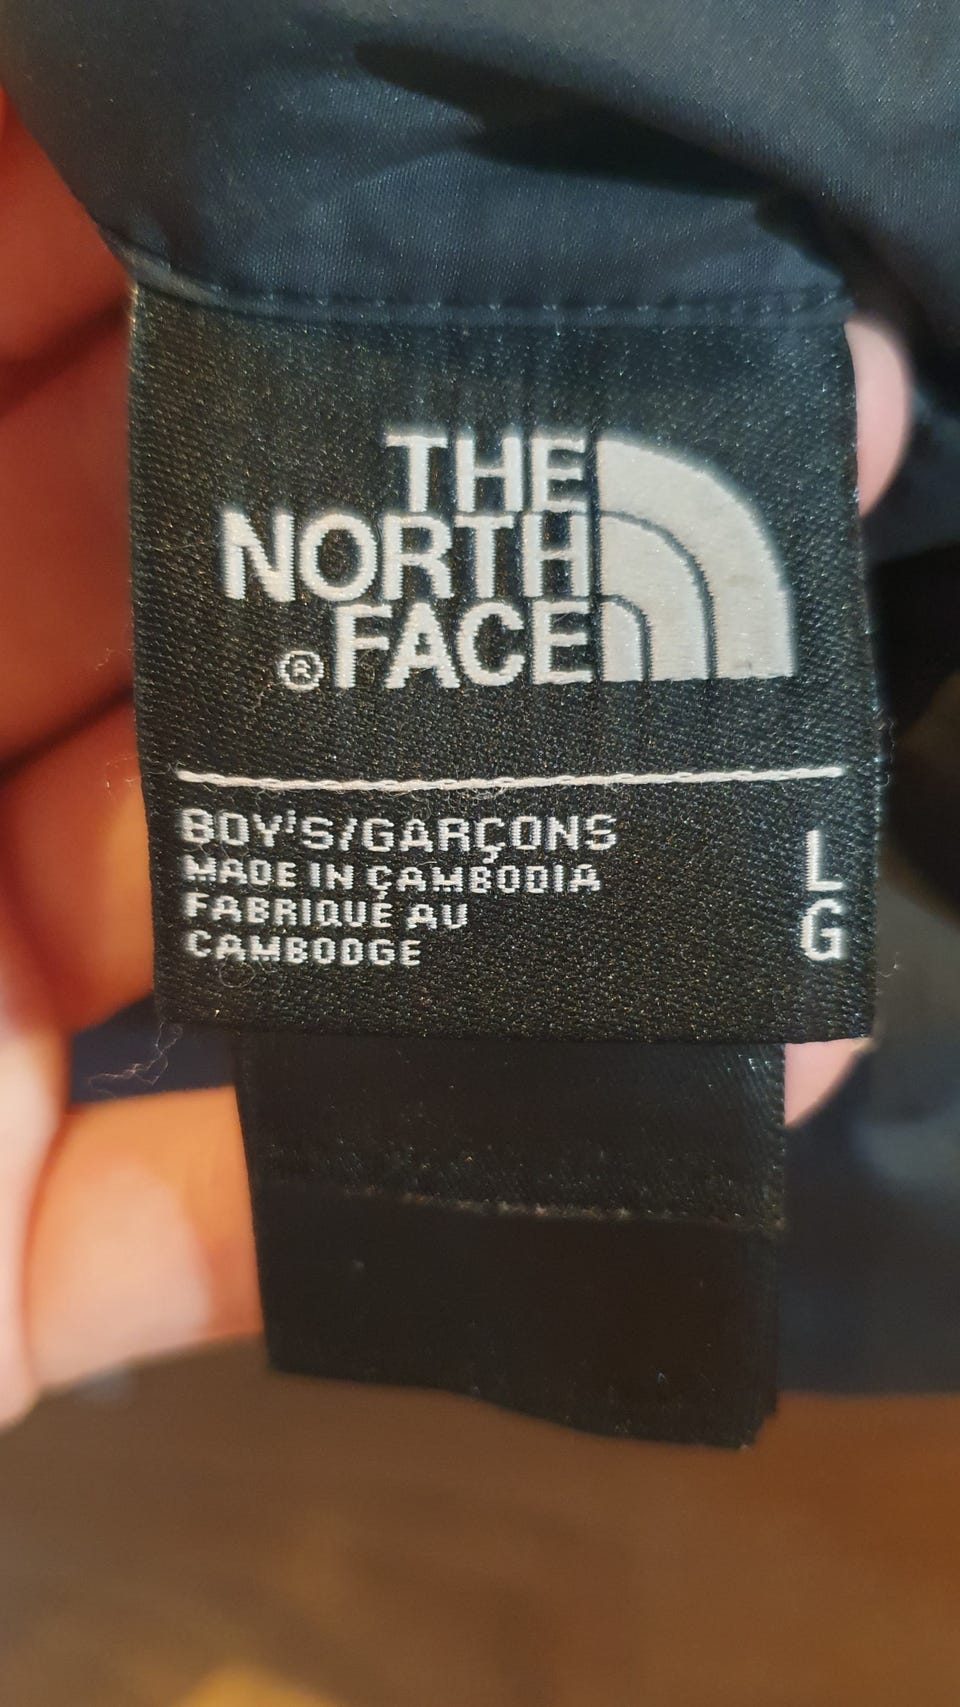 THE
NORTH
®FACE
BOY'S/GARÇONS
MADE IN CAMBODIA
FABRIQUÉ AU
CAMBODGE
L
G